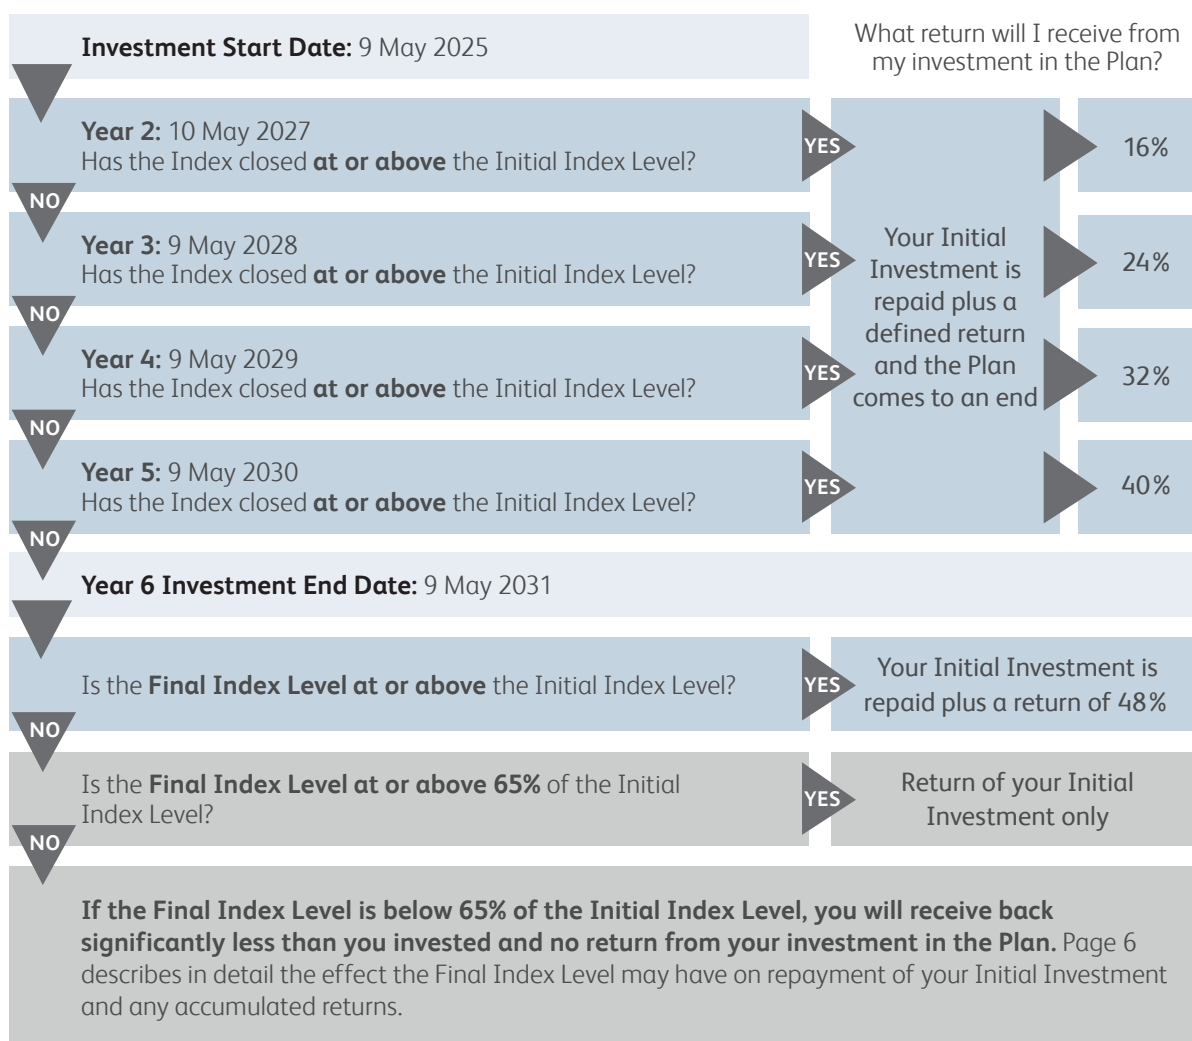 Investment Start Date: 9 May 2025
What return will I receive from
my investment in the Plan?
Year 2: 10 May 2027
Has the Index closed at or above the Initial Index Level?
YES
16%
NO
Year 3: 9 May 2028
Has the Index closed at or above the Initial Index Level?
YES
24%
NO
Year 4: 9 May 2029
Has the Index closed at or above the Initial Index Level?
YES
32%
NO
Year 5: 9 May 2030
Has the Index closed at or above the Initial Index Level?
YES
40%
Your Initial
Investment is
repaid plus a
defined return
and the Plan
comes to an end
NO
Year 6 Investment End Date: 9 May 2031
Is the Final Index Level at or above the Initial Index Level?
YES
Your Initial Investment is
repaid plus a return of 48%
NO
Is the Final Index Level at or above 65% of the Initial
Index Level?
YES
Return of your Initial
Investment only
NO
If the Final Index Level is below 65% of the Initial Index Level, you will receive back
significantly less than you invested and no return from your investment in the Plan. Page 6
describes in detail the effect the Final Index Level may have on repayment of your Initial Investment
and any accumulated returns.